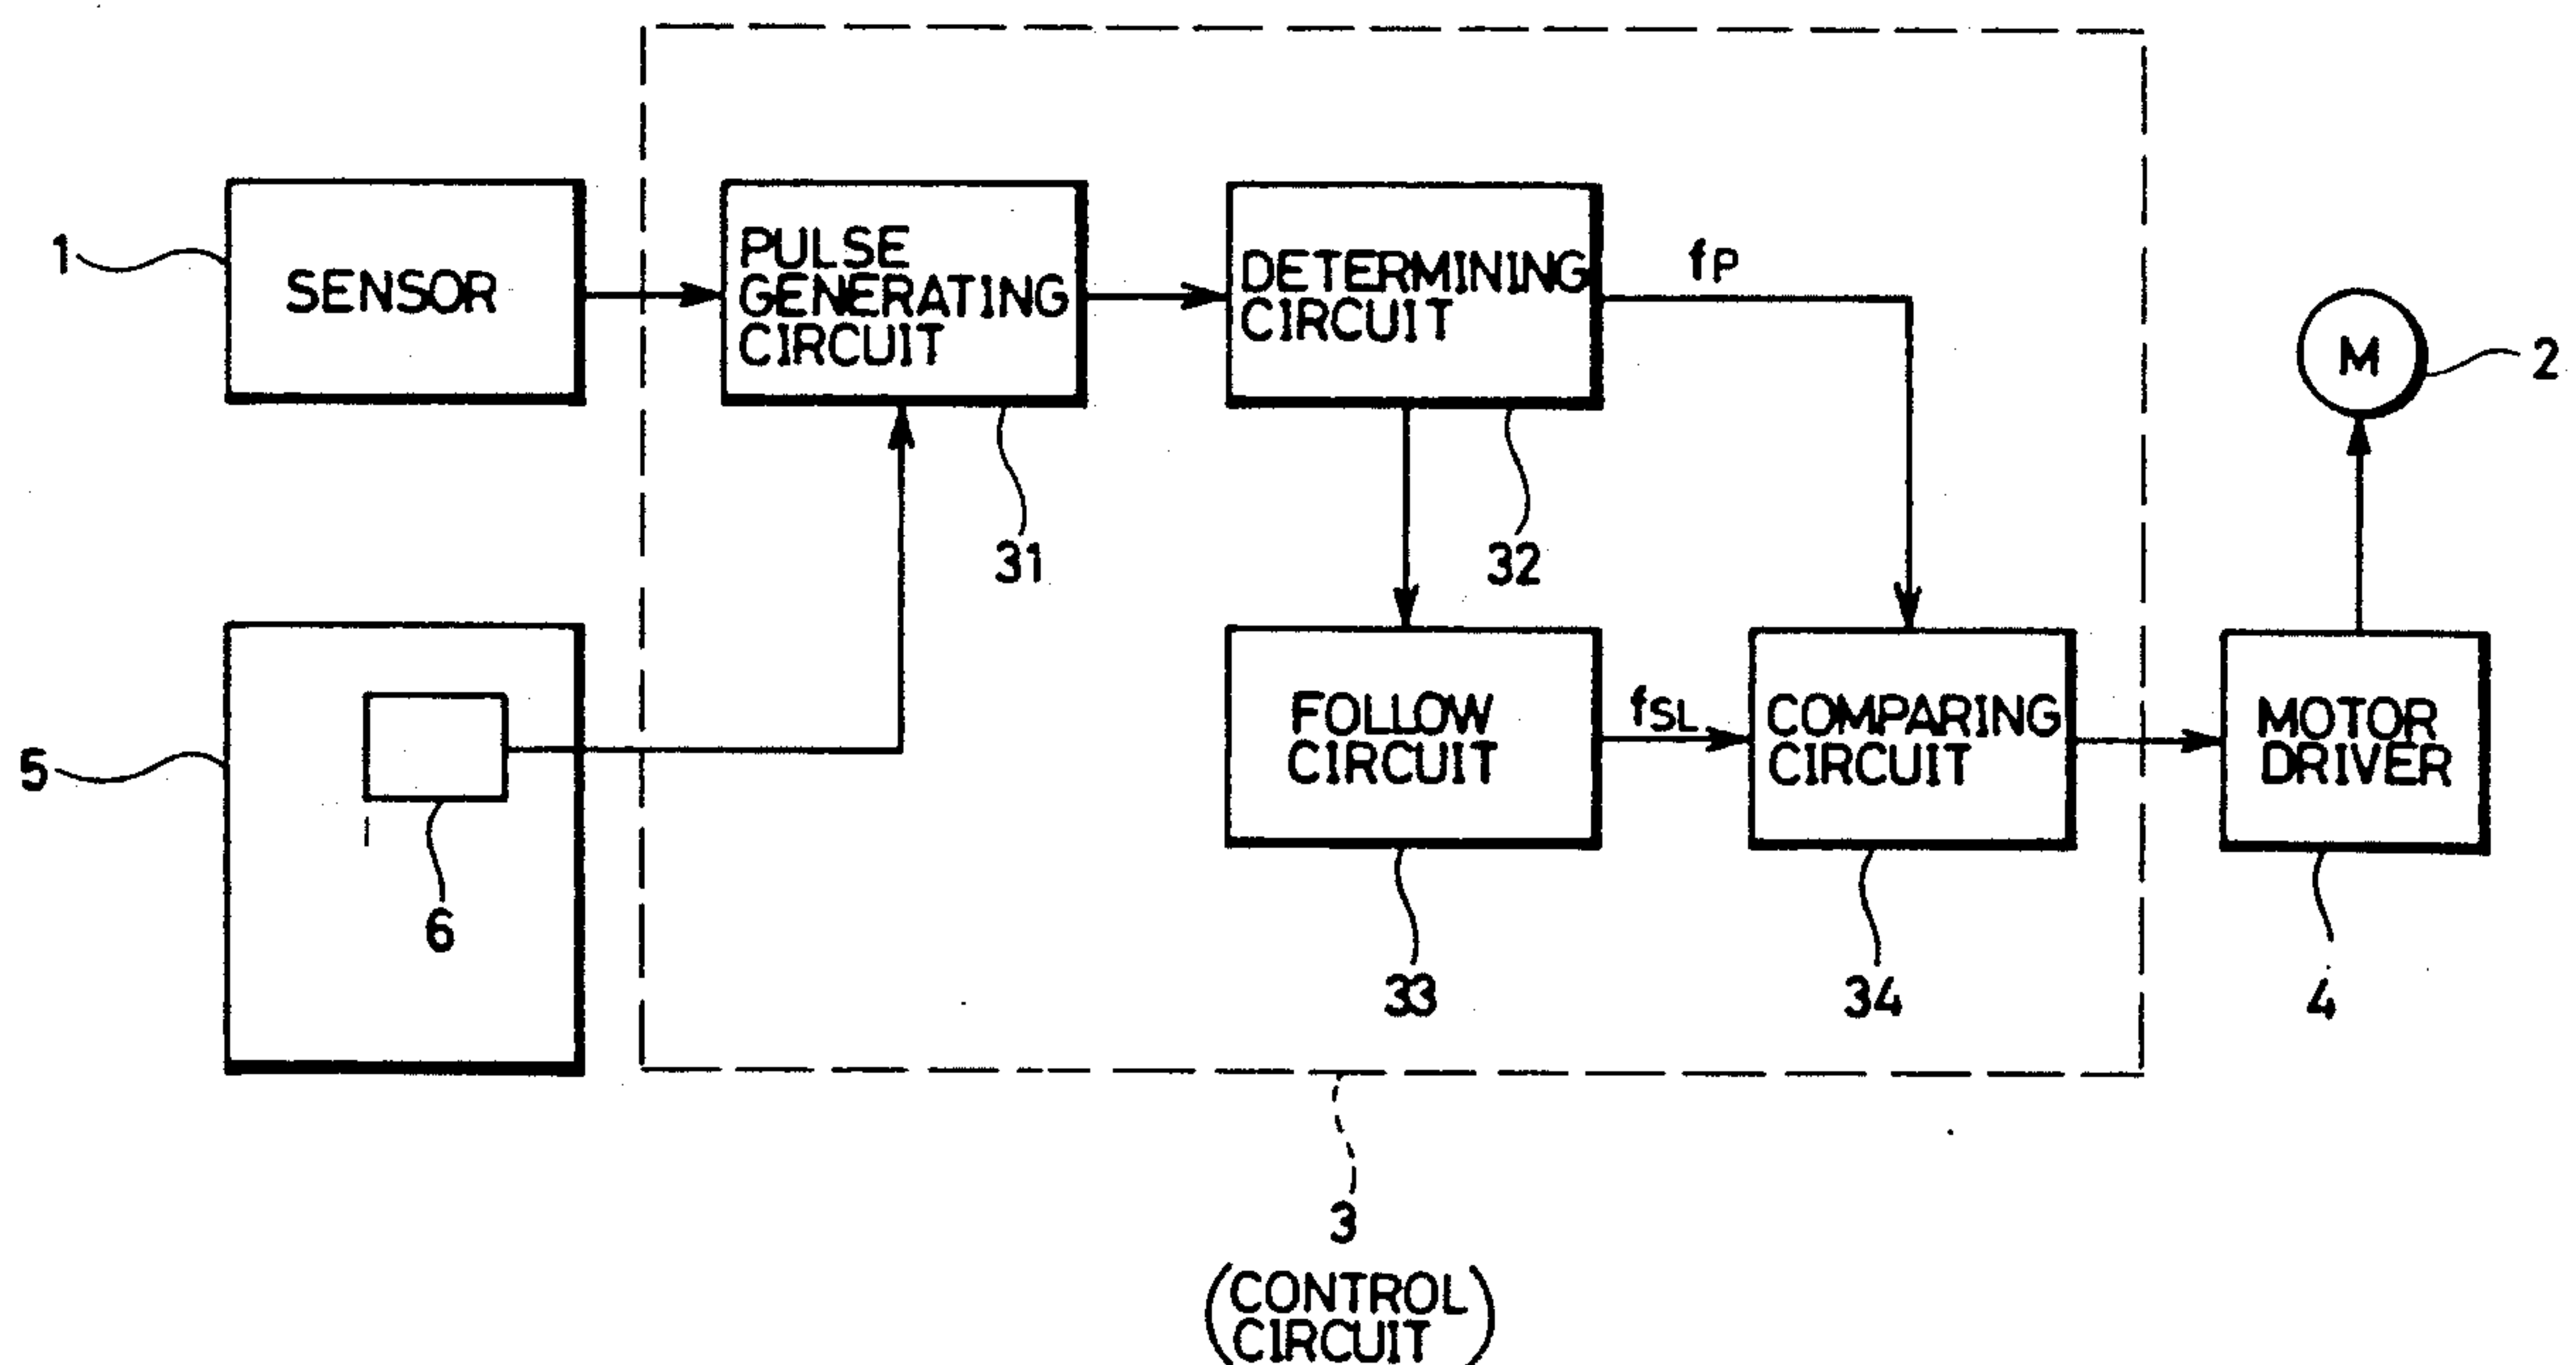 1
SENSOR
PULSE
GENERATING
CIRCUIT
31
DETERMINING
CIRCUIT
32
fP
M
2
5
6
FOLLOW
CIRCUIT
33
fSL
COMPARING
CIRCUIT
34
MOTOR
DRIVER
4
3
(CONTROL
CIRCUIT)